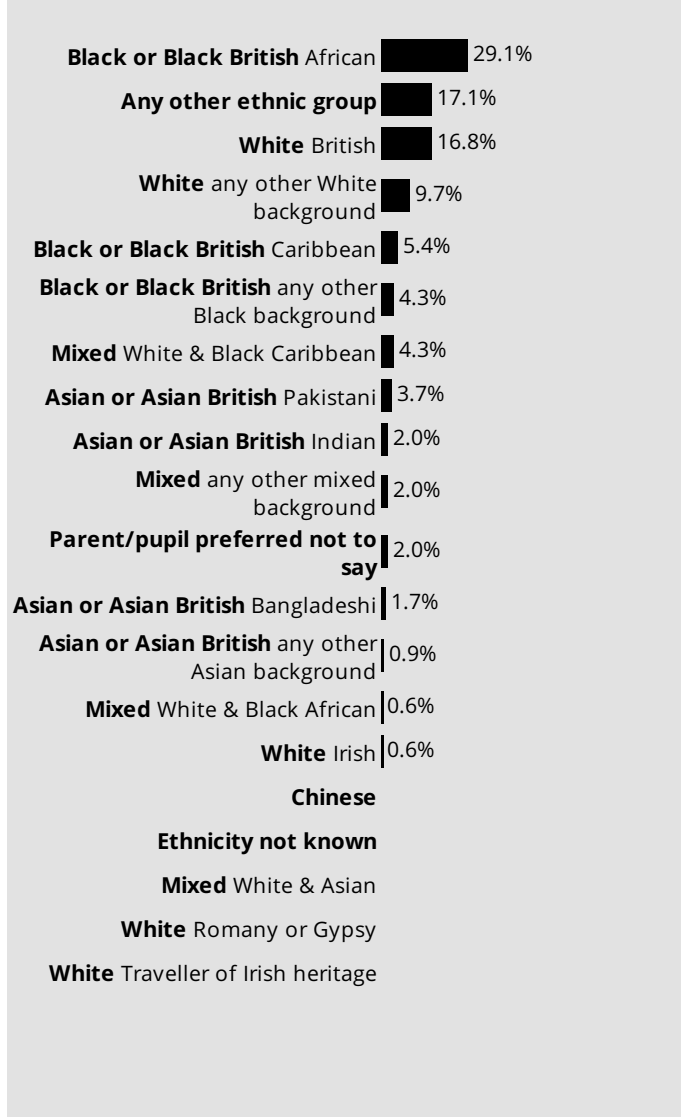 Black or Black British African 29.1%
Any other ethnic group 17.1%
White British 16.8%
White any other White
background 9.7%
Black or Black British Caribbean 5.4%
Black or Black British any other
Black background 4.3%
Mixed White & Black Caribbean 4.3%
Asian or Asian British Pakistani 3.7%
Asian or Asian British Indian 2.0%
Mixed any other mixed
background 2.0%
Parent/pupil preferred not to
say 2.0%
Asian or Asian British Bangladeshi 1.7%
Asian or Asian British any other
Asian background 0.9%
Mixed White & Black African 0.6%
White Irish 0.6%
Chinese
Ethnicity not known
Mixed White & Asian
White Romany or Gypsy
White Traveller of Irish heritage